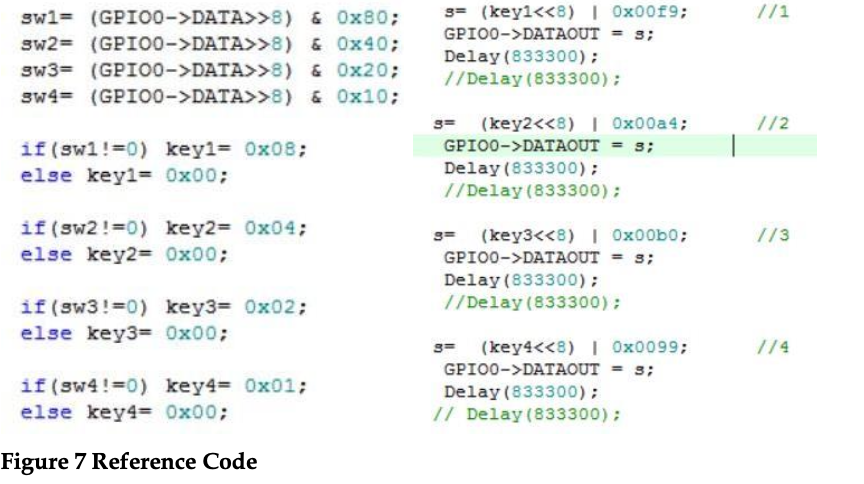 sw1= (GPIO0->DATA>>8) & 0x80;
sw2= (GPIO0->DATA>>8) & 0x40;
sw3= (GPIO0->DATA>>8) & 0x20;
sw4= (GPIO0->DATA>>8) & 0x10;
if(sw1!=0) key1= 0x08;
else key1= 0x00;
if(sw2!=0) key2= 0x04;
else key2= 0x00;
if(sw3!=0) key3= 0x02;
else key3= 0x00;
if(sw4!=0) key4= 0x01;
else key4= 0x00;
s= (key1<<8) | 0x00f9; //1
GPIO0->DATAOUT = s;
Delay(833300);
//Delay(833300);
s= (key2<<8) | 0x00a4; //2
GPIO0->DATAOUT = s;
Delay(833300);
//Delay(833300);
s= (key3<<8) | 0x00b0; //3
GPIO0->DATAOUT = s;
Delay(833300);
//Delay(833300);
s= (key4<<8) | 0x0099; //4
GPIO0->DATAOUT = s;
Delay(833300);
// Delay(833300);
Figure 7 Reference Code